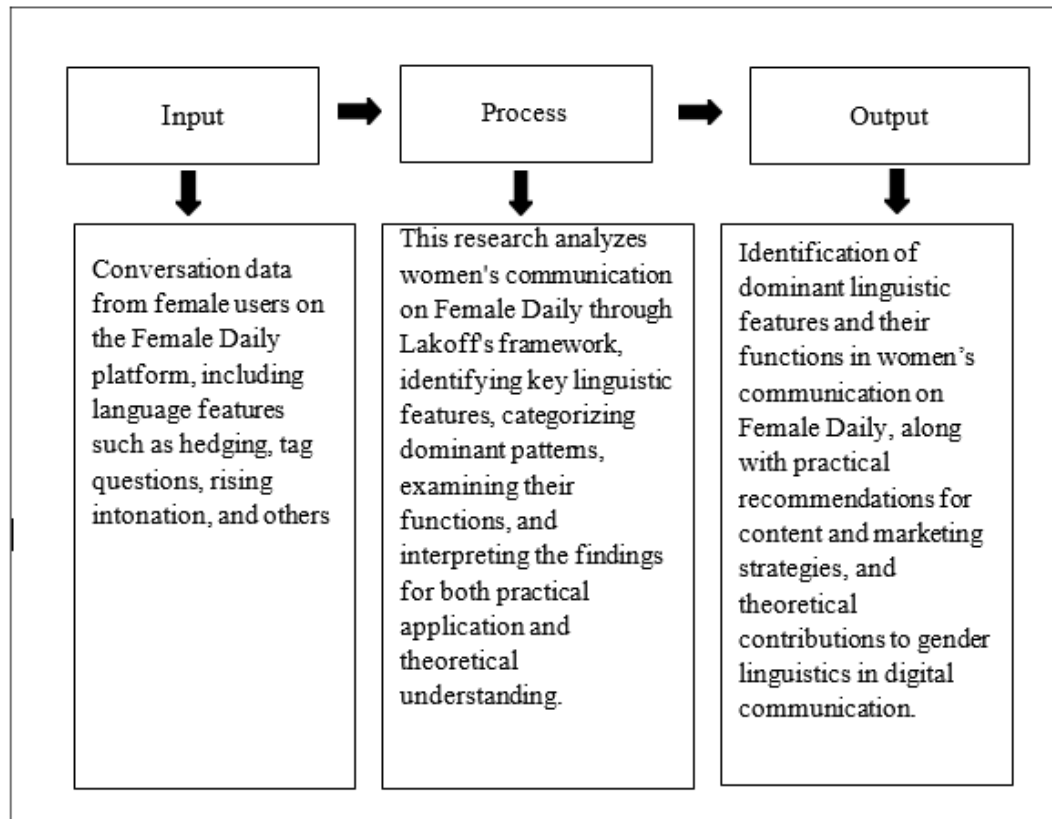 Input
Process
Output
Conversation data
from female users on
the Female Daily
platform, including
language features
such as hedging, tag
questions, rising
intonation, and others
This research analyzes
women's communication
on Female Daily through
Lakoff's framework,
identifying key linguistic
features, categorizing
dominant patterns,
examining their
functions, and
interpreting the findings
for both practical
application and
theoretical
understanding.
Identification of
dominant linguistic
features and their
functions in women’s
communication on
Female Daily, along
with practical
recommendations for
content and marketing
strategies, and
theoretical
contributions to gender
linguistics in digital
communication.